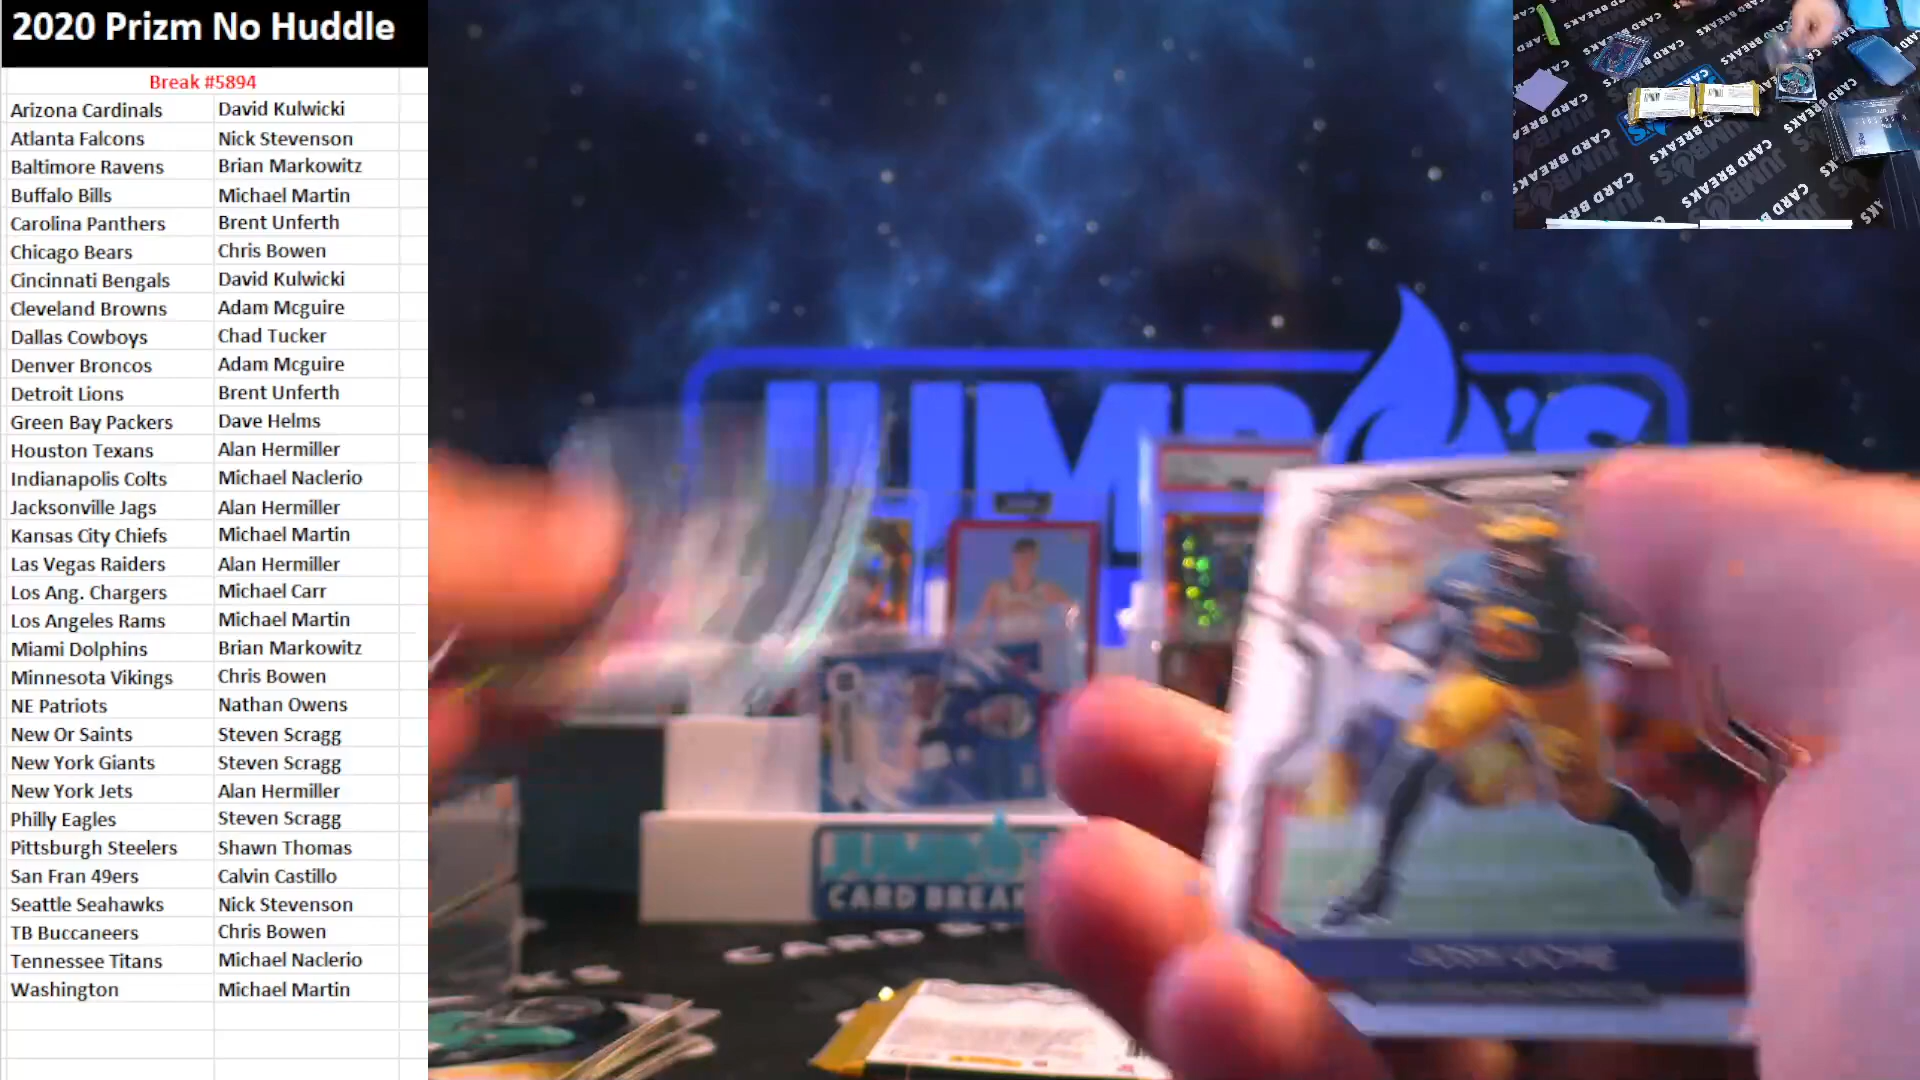 2020 Prizm No Huddle
Break #5894
Arizona Cardinals David Kulwicki
Atlanta Falcons Nick Stevenson
Baltimore Ravens Brian Markowitz
Buffalo Bills Michael Martin
Carolina Panthers Brent Unferth
Chicago Bears Chris Bowen
Cincinnati Bengals David Kulwicki
Cleveland Browns Adam Mcguire
Dallas Cowboys Chad Tucker
Denver Broncos Adam Mcguire
Detroit Lions Brent Unferth
Green Bay Packers Dave Helms
Houston Texans Alan Hermiller
Indianapolis Colts Michael Naclerio
Jacksonville Jags Alan Hermiller
Kansas City Chiefs Michael Martin
Las Vegas Raiders Alan Hermiller
Los Ang. Chargers Michael Carr
Los Angeles Rams Michael Martin
Miami Dolphins Brian Markowitz
Minnesota Vikings Chris Bowen
NE Patriots Nathan Owens
New Or Saints Steven Scragg
New York Giants Steven Scragg
New York Jets Alan Hermiller
Philly Eagles Steven Scragg
Pittsburgh Steelers Shawn Thomas
San Fran 49ers Calvin Castillo
Seattle Seahawks Nick Stevenson
TB Buccaneers Chris Bowen
Tennessee Titans Michael Naclerio
Washington Michael Martin
CARD BREAKS
JUMBO'S
CARD BREAKS
JUMBO'S
CARD BREA